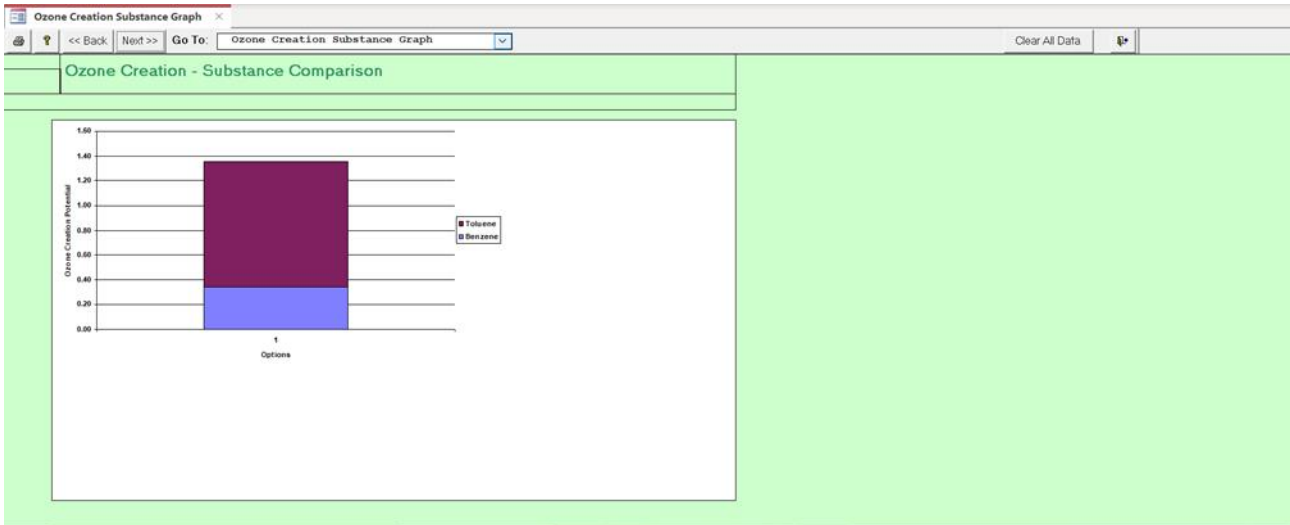 Ozone Creation Substance Graph ×
? << Back Next >> Go To: Ozone Creation Substance Graph Clear All Data
Ozone Creation - Substance Comparison
1.60
1.40
1.20
1.00
0.80
0.60
0.40
0.20
0.00
Ozone Creation Potential
1
Options
Toluene
Benzene